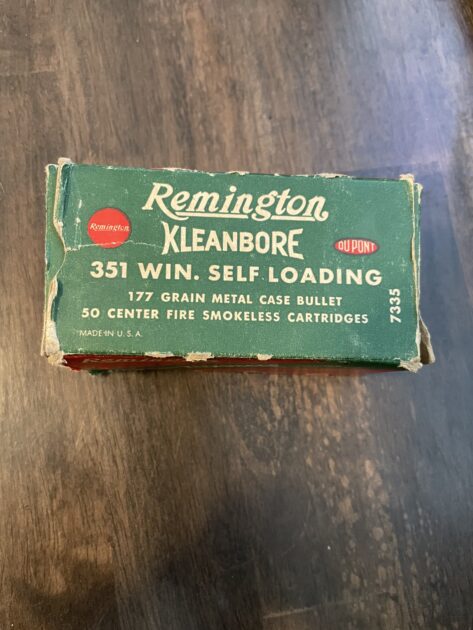 Remington
Remington
KLEANBORE
DU PONT
351 WIN. SELF LOADING
177 GRAIN METAL CASE BULLET
50 CENTER FIRE SMOKELESS CARTRIDGES
7335
MADE IN U. S. A.